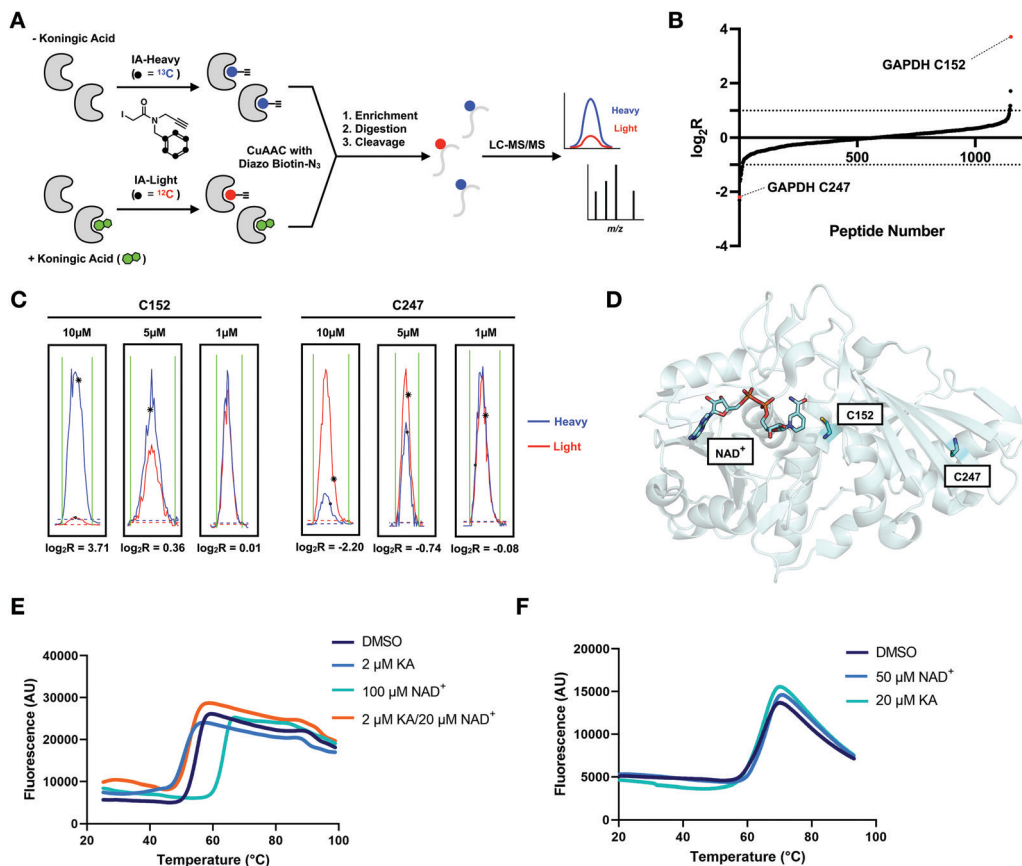 A
- Koningic Acid
IA-Heavy
(● = ¹³C)
I
O
N
IA-Light
(● = ¹²C)
+ Koningic Acid ( )
CuAAC with
Diazo Biotin-N₃
1. Enrichment
2. Digestion
3. Cleavage
LC-MS/MS
Heavy
Light
m/z
B
4
2
0
-2
-4
log₂R
500
1000
GAPDH C152
GAPDH C247
Peptide Number
C
C152
10µM
5µM
1µM
log₂R = 3.71
log₂R = 0.36
log₂R = 0.01
C247
10µM
5µM
1µM
log₂R = -2.20
log₂R = -0.74
log₂R = -0.08
Heavy
Light
D
NAD⁺
C152
C247
E
40000
30000
20000
10000
0
Fluorescence (AU)
20
40
60
80
100
Temperature (°C)
DMSO
2 µM KA
100 µM NAD⁺
2 µM KA/20 µM NAD⁺
F
20000
15000
10000
5000
0
Fluorescence (AU)
20
40
60
80
100
Temperature (°C)
DMSO
50 µM NAD⁺
20 µM KA